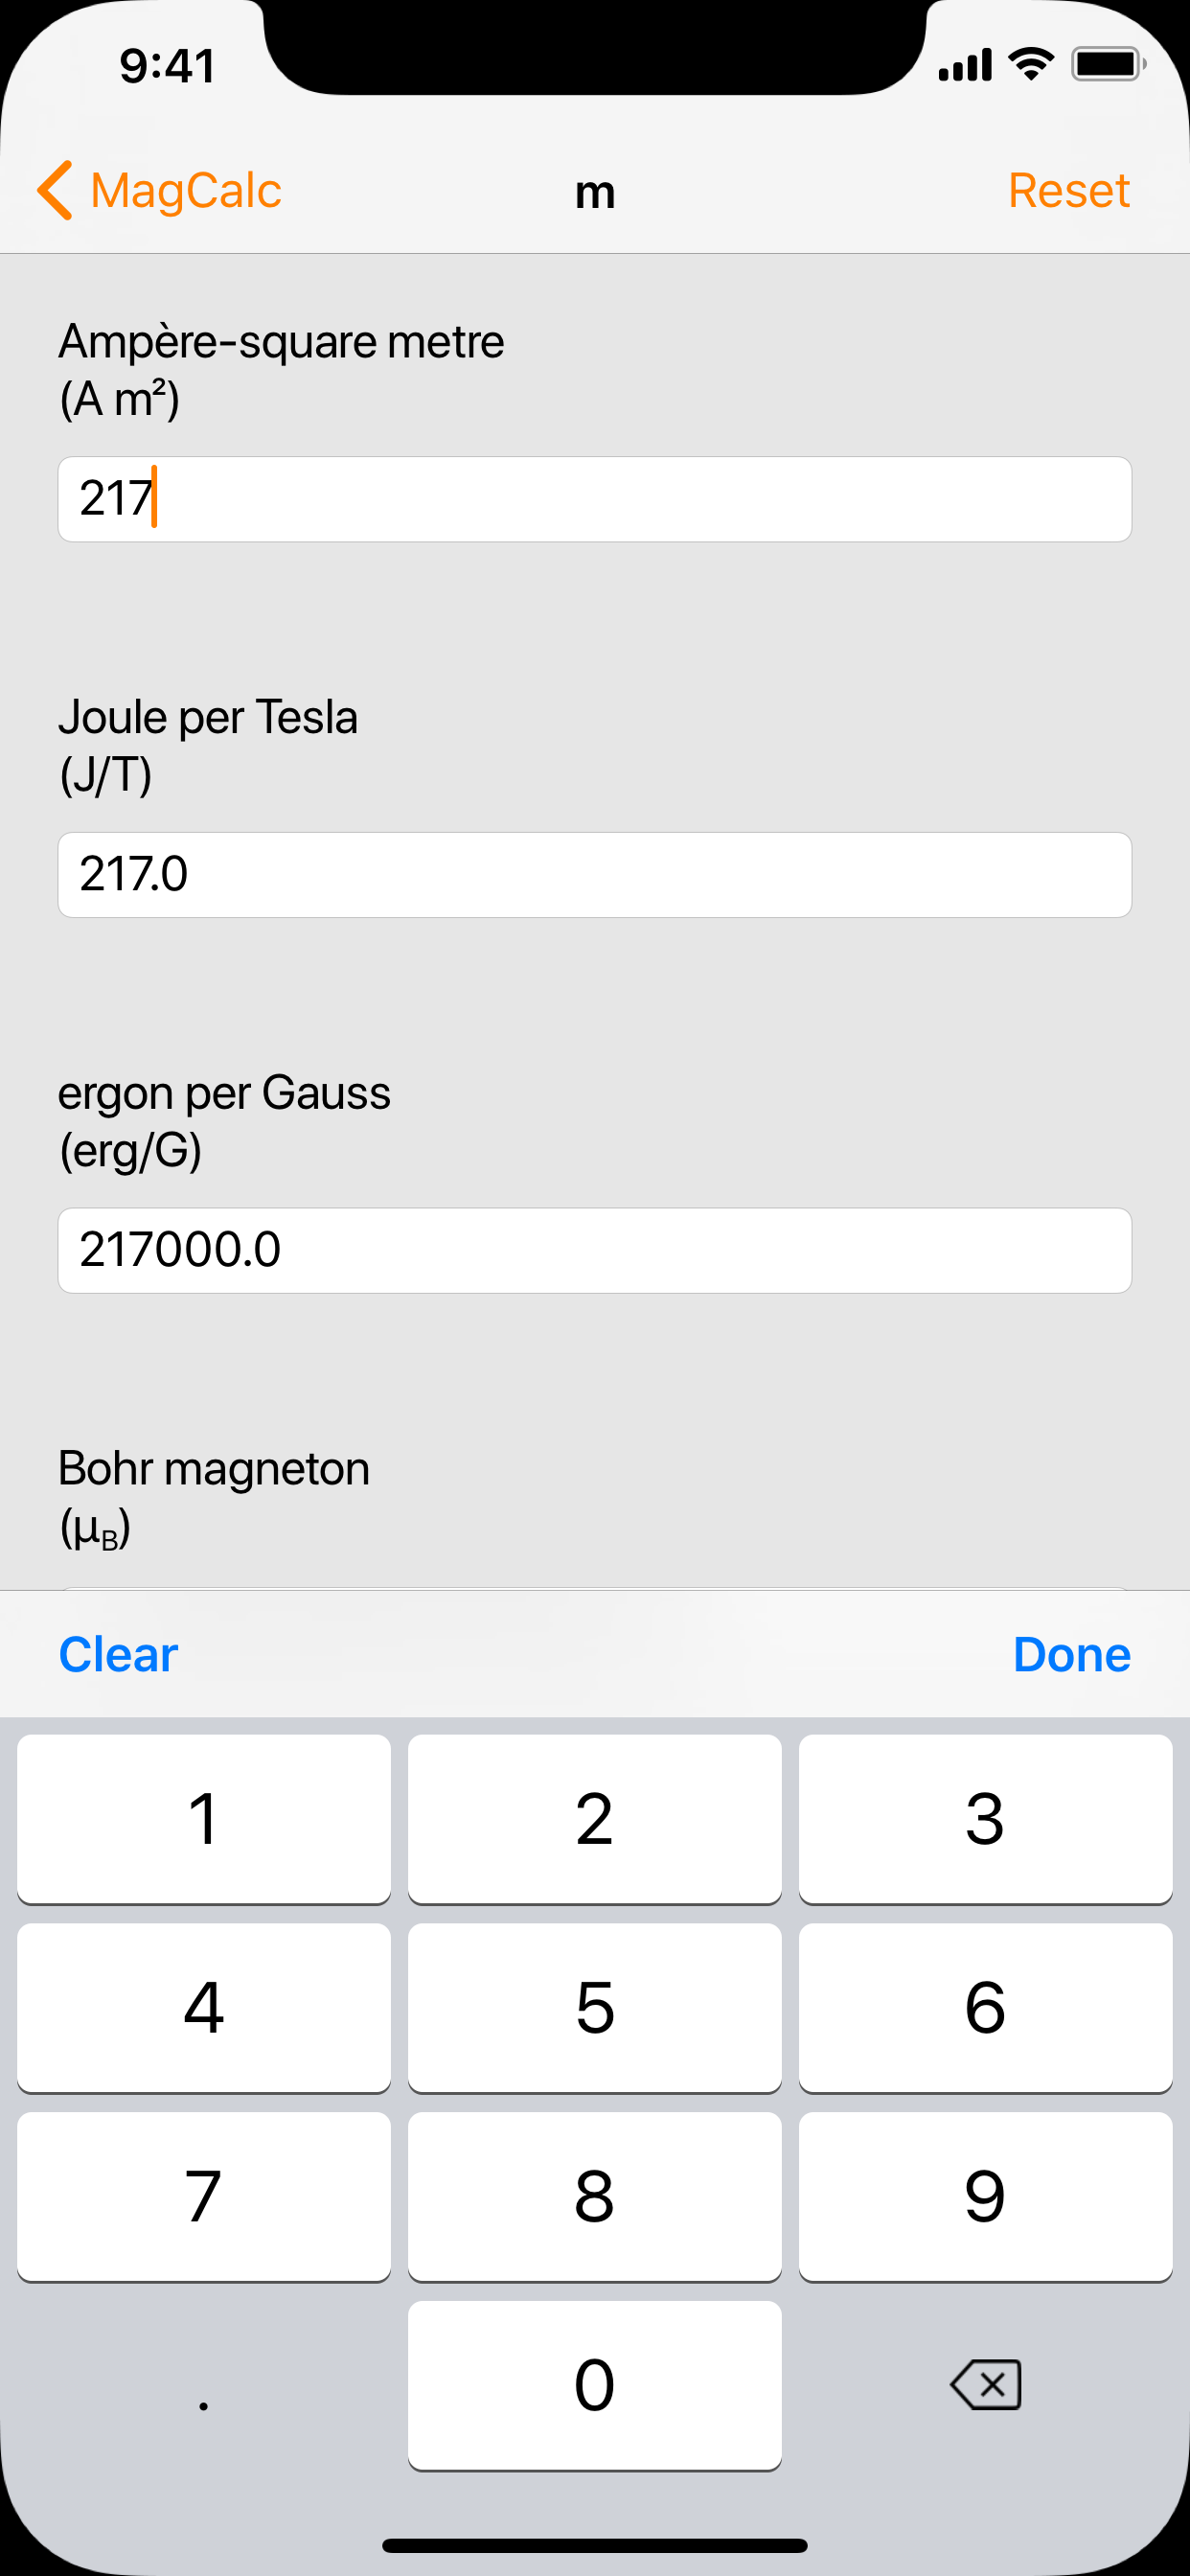 9:41
MagCalc m Reset
Ampère-square metre
(A m²)
217
Joule per Tesla
(J/T)
217.0
ergon per Gauss
(erg/G)
217000.0
Bohr magneton
(μB)
Clear Done
1 2 3
4 5 6
7 8 9
. 0